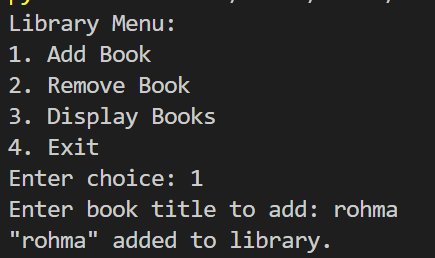 Library Menu:
1. Add Book
2. Remove Book
3. Display Books
4. Exit
Enter choice: 1
Enter book title to add: rohma
"rohma" added to library.